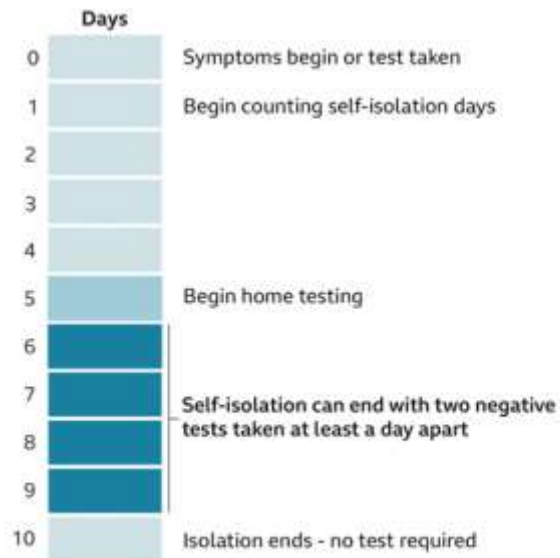 Days
0 Symptoms begin or test taken
1 Begin counting self-isolation days
2
3
4
5 Begin home testing
6
7
Self-isolation can end with two negative
tests taken at least a day apart
8
9
10 Isolation ends - no test required